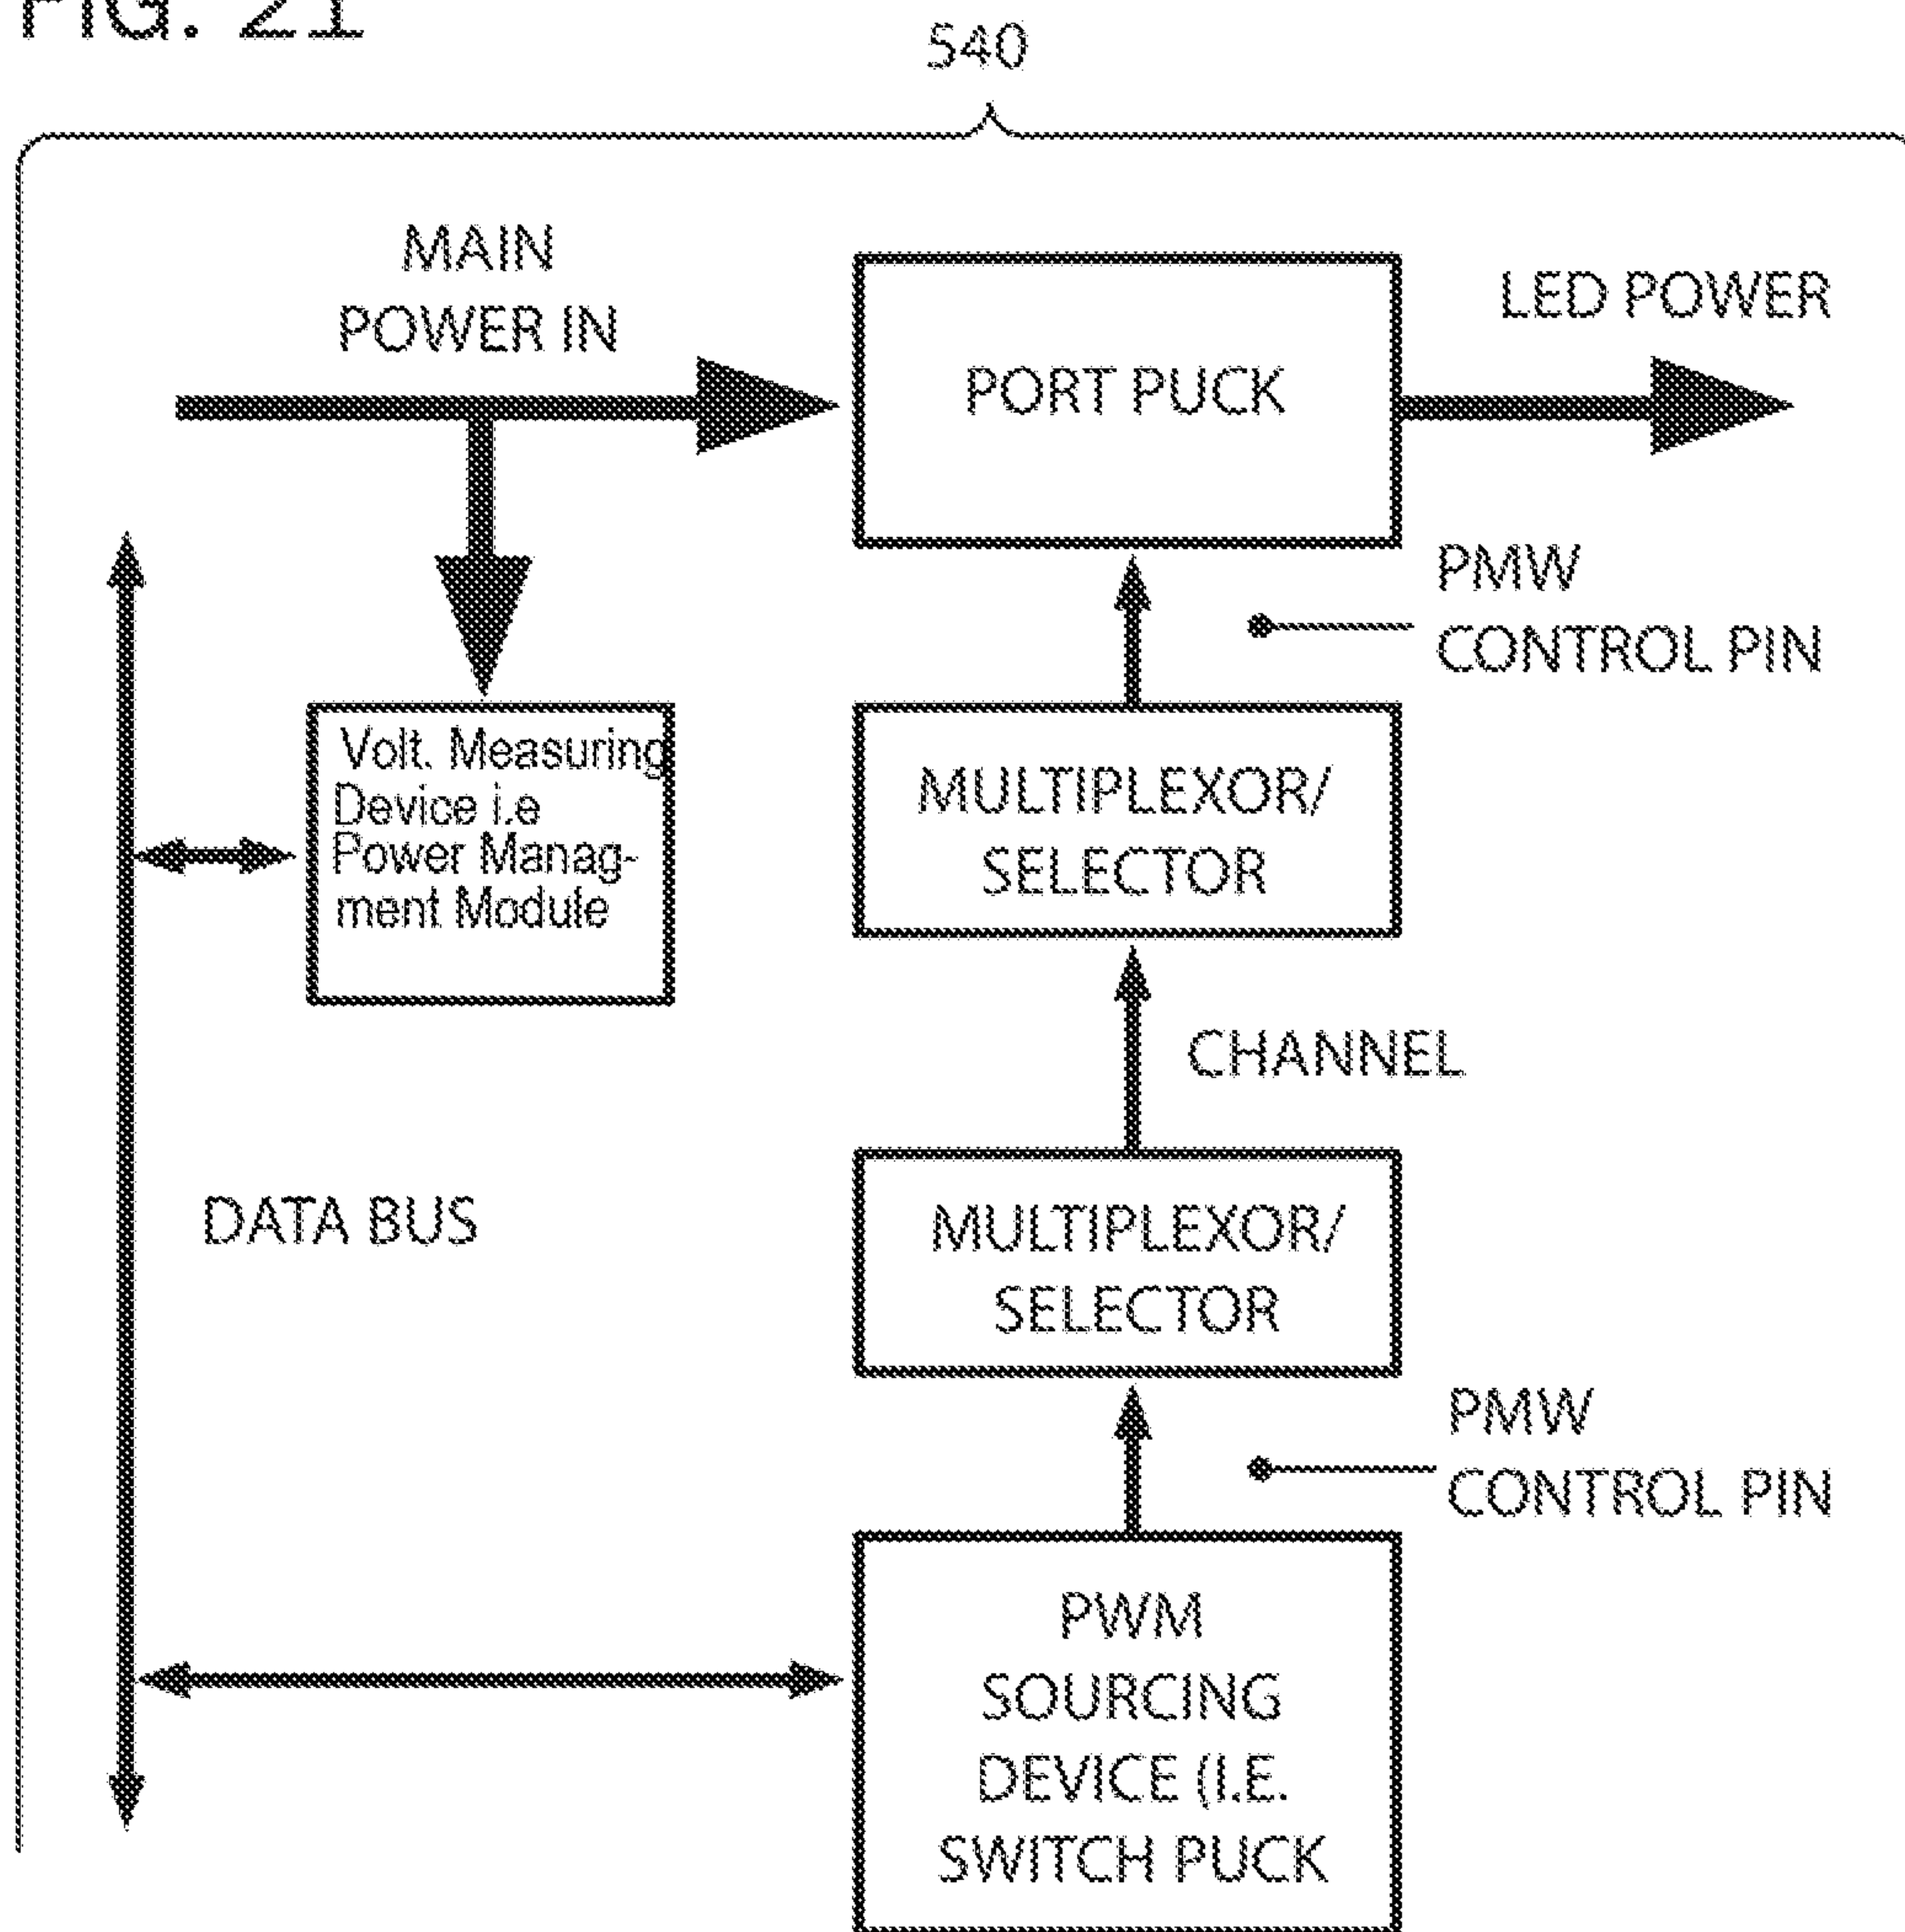 FIG. 21
540
MAIN
POWER IN
PORT PUCK
LED POWER
PMW
CONTROL PIN
Volt. Measuring
Device i.e
Power Manag-
ment Module
MULTIPLEXOR/
SELECTOR
CHANNEL
DATA BUS
MULTIPLEXOR/
SELECTOR
PMW
CONTROL PIN
PWM
SOURCING
DEVICE (I.E.
SWITCH PUCK